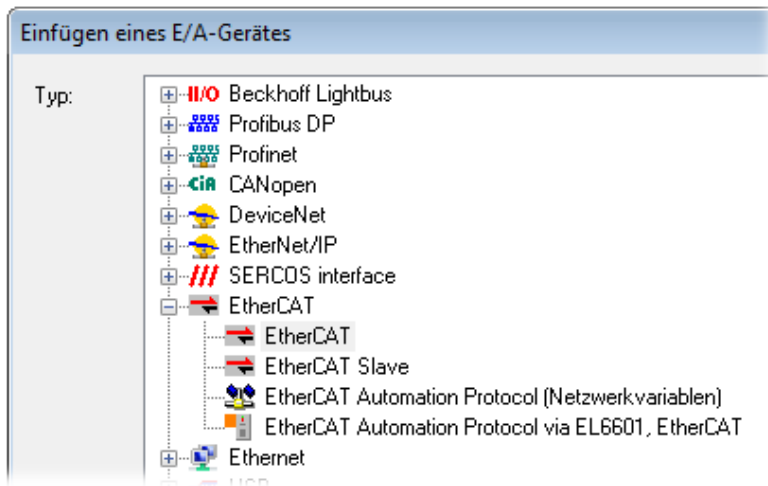 Einfügen eines E/A-Gerätes
Typ:
II/O Beckhoff Lightbus
Profibus DP
Profinet
CiA CANopen
DeviceNet
EtherNet/IP
SERCOS interface
EtherCAT
EtherCAT
EtherCAT Slave
EtherCAT Automation Protocol (Netzwerkvariablen)
EtherCAT Automation Protocol via EL6601, EtherCAT
Ethernet